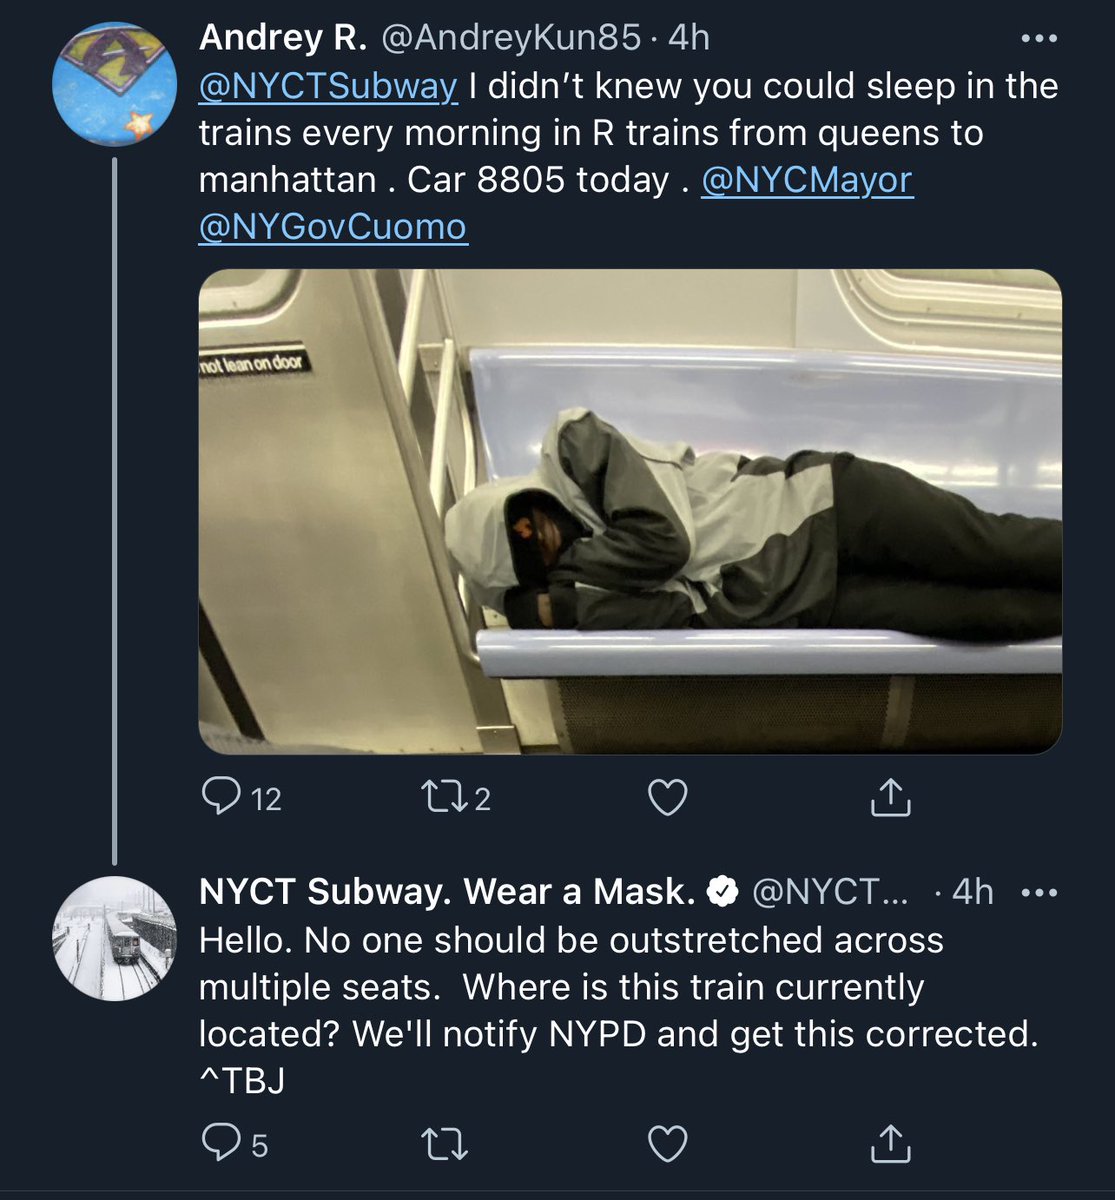 Andrey R. @AndreyKun85 · 4h
@NYCTSubway I didn’t knew you could sleep in the
trains every morning in R trains from queens to
manhattan . Car 8805 today . @NYCMayor
@NYGovCuomo
not lean on door
12 2
NYCT Subway. Wear a Mask. @NYCT... · 4h
Hello. No one should be outstretched across
multiple seats.  Where is this train currently
located? We'll notify NYPD and get this corrected.
^TBJ
5